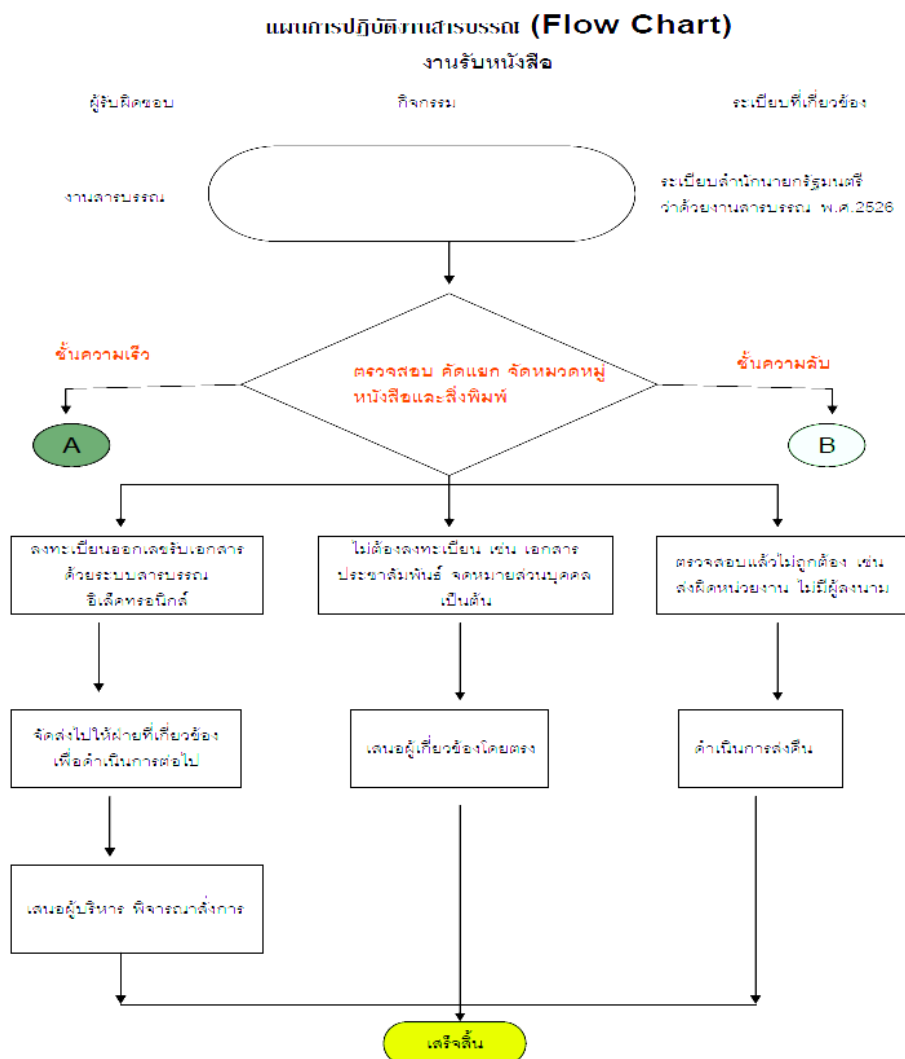 แผนการปฏิบัติงานสารบรรณ (Flow Chart)
งานรับหนังสือ
ผู้รับผิดชอบ
กิจกรรม
ระเบียบที่เกี่ยวข้อง
งานสารบรรณ
ระเบียบสำนักนายกรัฐมนตรี
ว่าด้วยงานสารบรรณ พ.ศ.2526
ชั้นความเร็ว
ตรวจสอบ คัดแยก จัดหมวดหมู่
หนังสือและสิ่งพิมพ์
ชั้นความลับ
A
B
ลงทะเบียนออกเลขรับเอกสาร
ด้วยระบบสารบรรณ
อิเล็คทรอนิกส์
ไม่ต้องลงทะเบียน เช่น เอกสาร
ประชาสัมพันธ์ จดหมายส่วนบุคคล
เป็นต้น
ตรวจสอบแล้วไม่ถูกต้อง เช่น
ส่งผิดหน่วยงาน ไม่มีผู้ลงนาม
จัดส่งไปให้ฝ่ายที่เกี่ยวข้อง
เพื่อดำเนินการต่อไป
เสนอผู้เกี่ยวข้องโดยตรง
ดำเนินการส่งคืน
เสนอผู้บริหาร พิจารณาสั่งการ
เสร็จสิ้น